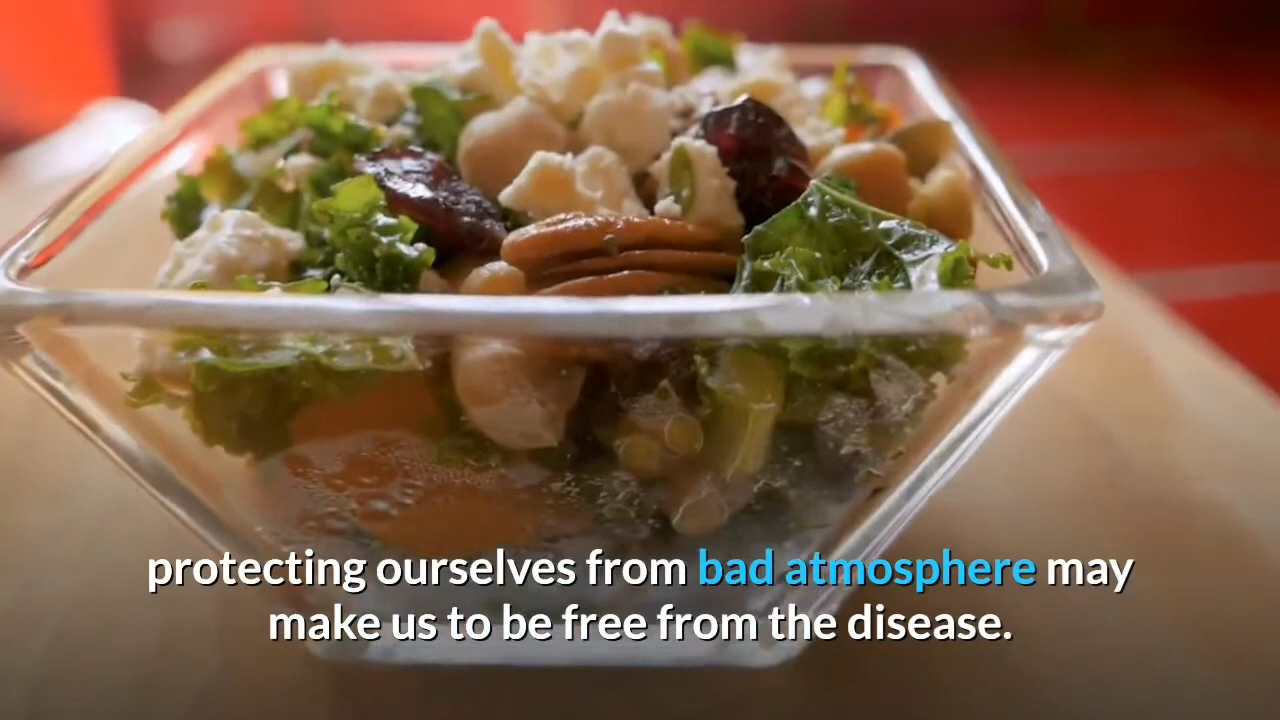 protecting ourselves from bad atmosphere may
make us to be free from the disease.